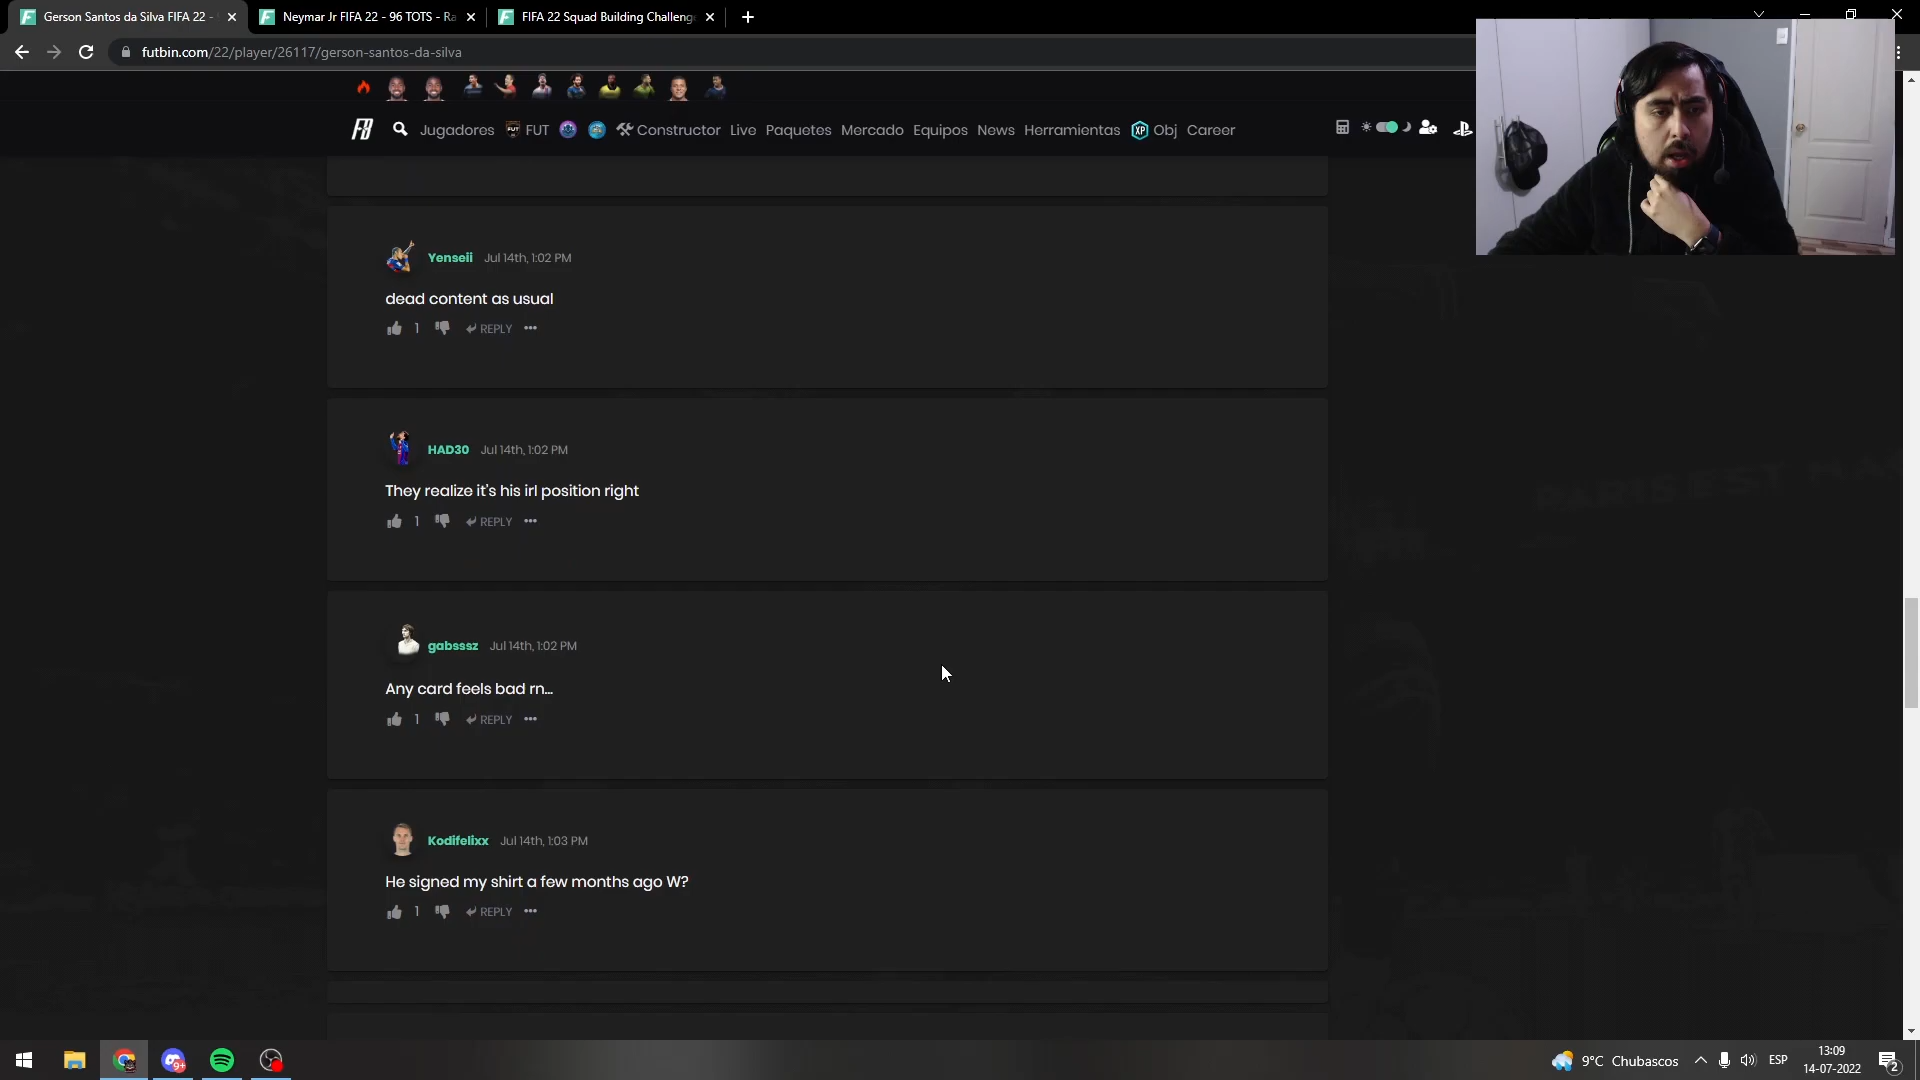 Gerson Santos da Silva FIFA 22 -
Neymar Jr FIFA 22 - 96 TOTS - Ra
FIFA 22 Squad Building Challeng
futbin.com/22/player/26117/gerson-santos-da-silva
Jugadores FUT Constructor Live Paquetes Mercado Equipos News Herramientas XP Obj Career
Yenseii Jul 14th, 1:02 PM
dead content as usual
1 REPLY
HAD30 Jul 14th, 1:02 PM
They realize it's his irl position right
1 REPLY
gabsssz Jul 14th, 1:02 PM
Any card feels bad rn...
1 REPLY
Kodifelixx Jul 14th, 1:03 PM
He signed my shirt a few months ago W?
1 REPLY
9+
9°C Chubascos
ESP
13:09
14-07-2022
2